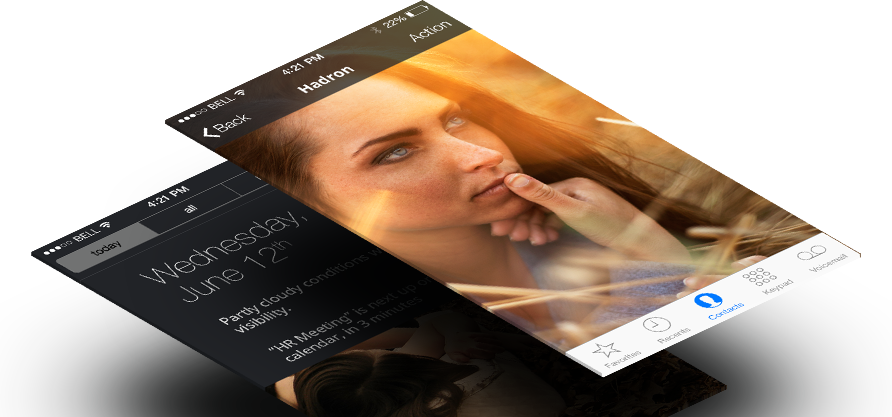 ●●●○○ BELL 4:21 PM 22%
Back Hadron Action
Favorites Recents Contacts Keypad Voicemail
●●●○○ BELL 4:21 PM
today all
Wednesday,
June 12th
Partly cloudy conditions
visibility.
"HR Meeting" is next up
calendar, in 3 minutes